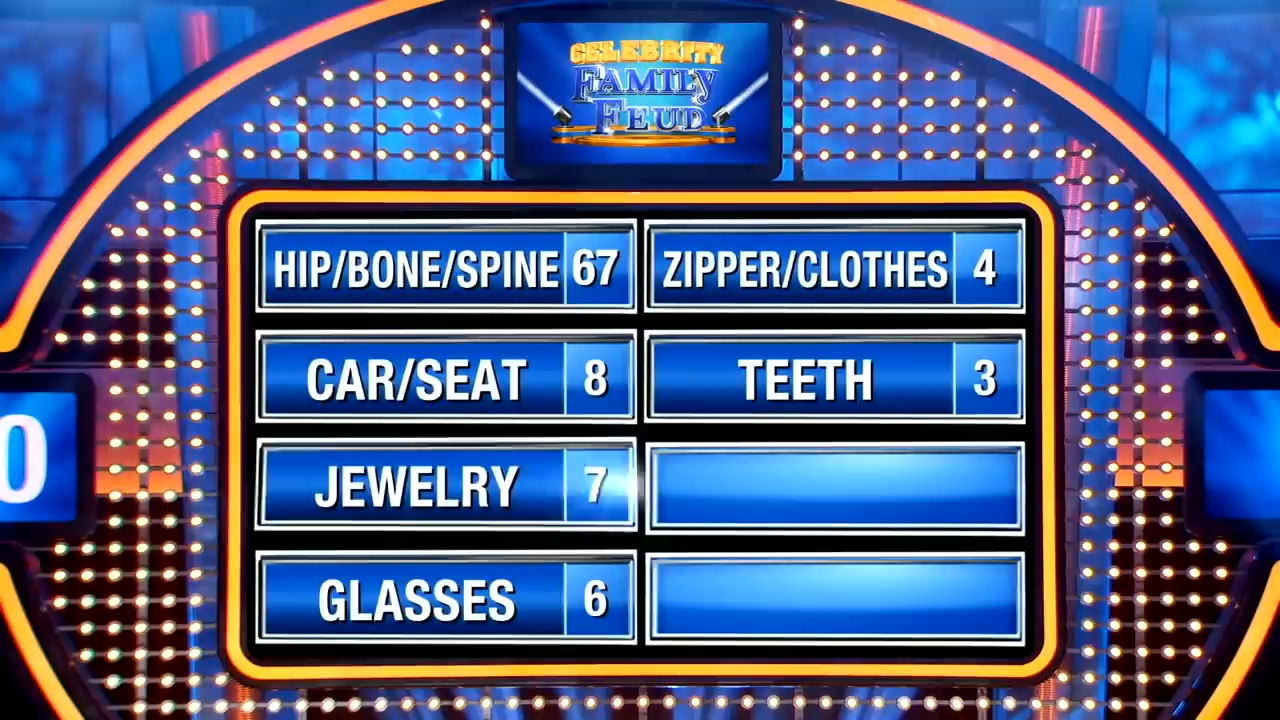 CELEBRITY
FAMILY
FEUD
HIP/BONE/SPINE 67
ZIPPER/CLOTHES 4
CAR/SEAT 8
TEETH 3
JEWELRY 7
GLASSES 6
0